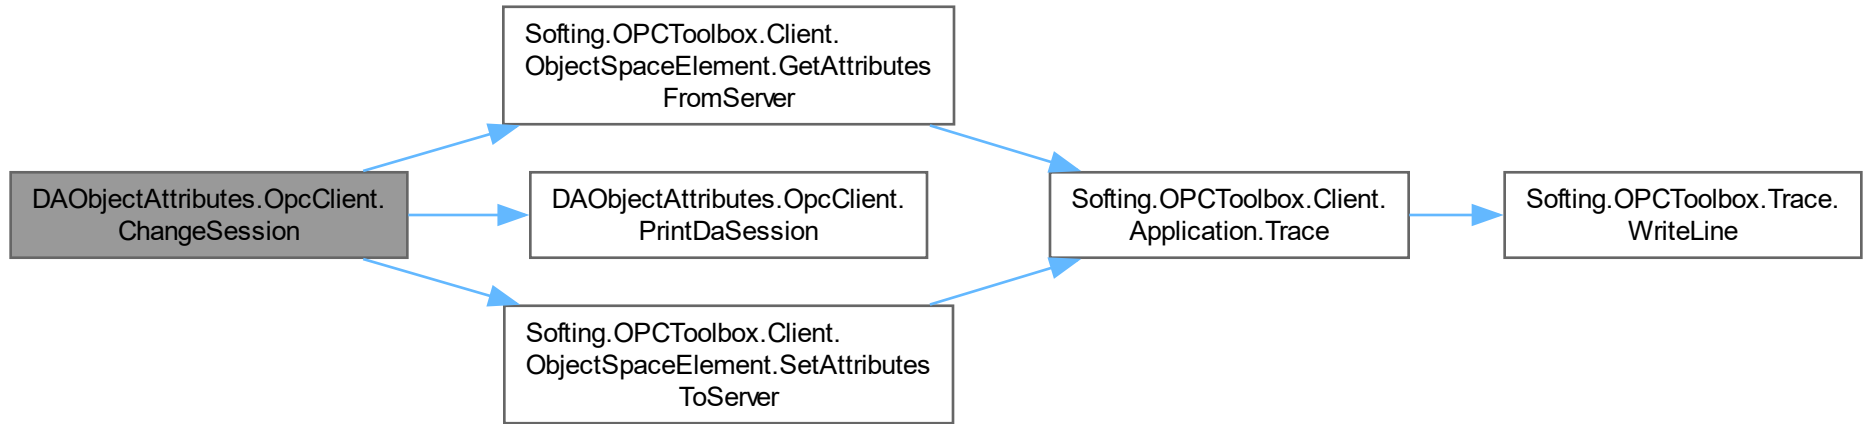 DAObjectAttributes.OpcClient.
ChangeSession
Softing.OPCToolbox.Client.
ObjectSpaceElement.GetAttributes
FromServer
DAObjectAttributes.OpcClient.
PrintDaSession
Softing.OPCToolbox.Client.
ObjectSpaceElement.SetAttributes
ToServer
Softing.OPCToolbox.Client.
Application.Trace
Softing.OPCToolbox.Trace.
WriteLine